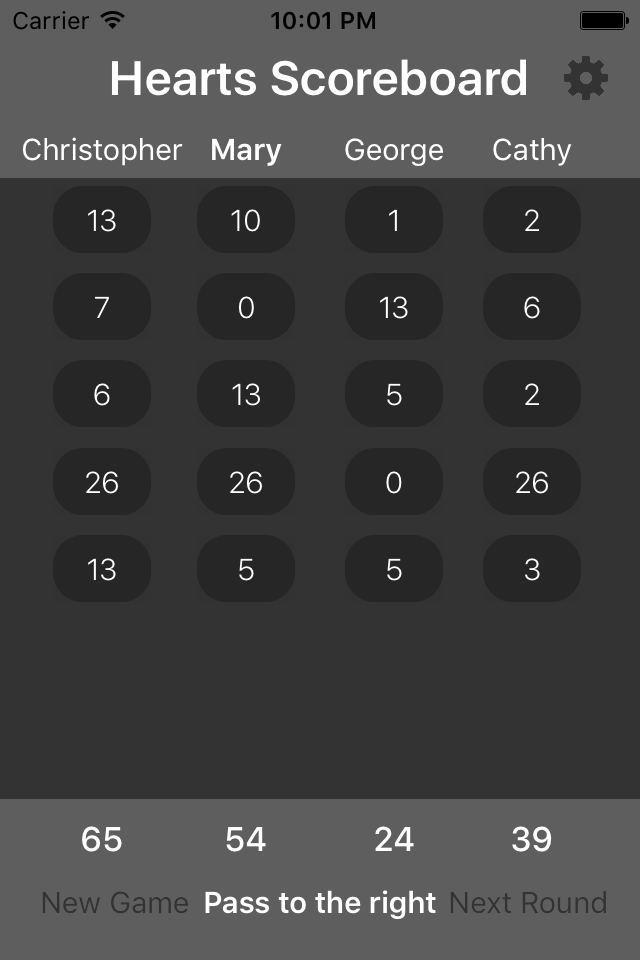 Carrier 10:01 PM
Hearts Scoreboard
Christopher Mary George Cathy
13 10 1 2
7 0 13 6
6 13 5 2
26 26 0 26
13 5 5 3
65 54 24 39
New Game Pass to the right Next Round